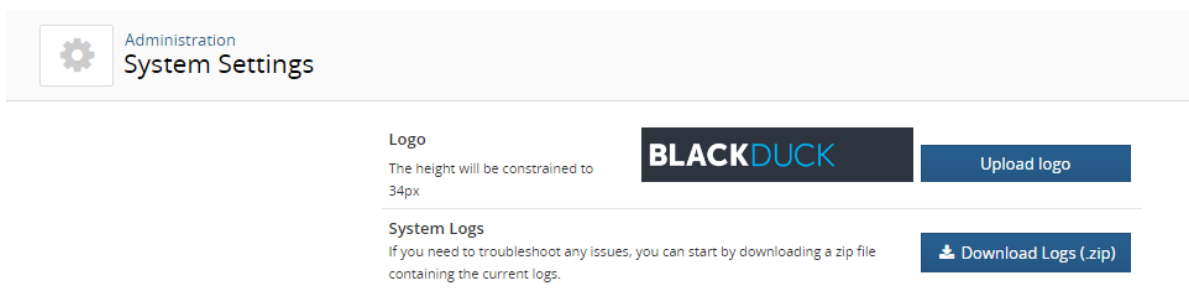 Administration
System Settings
Logo
The height will be constrained to
34px
BLACKDUCK
Upload logo
System Logs
If you need to troubleshoot any issues, you can start by downloading a zip file
containing the current logs.
Download Logs (.zip)